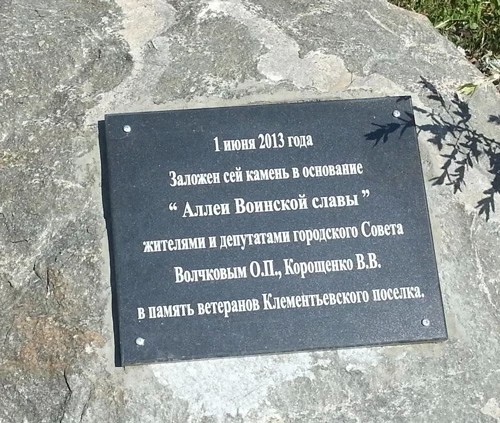 1 июня 2013 года
Заложен сей камень в основание
“ Аллеи Воинской славы ”
жителями и депутатами городского Совета
Волчковым О.П., Корощенко В.В.
в память ветеранов Клементьевского поселка.